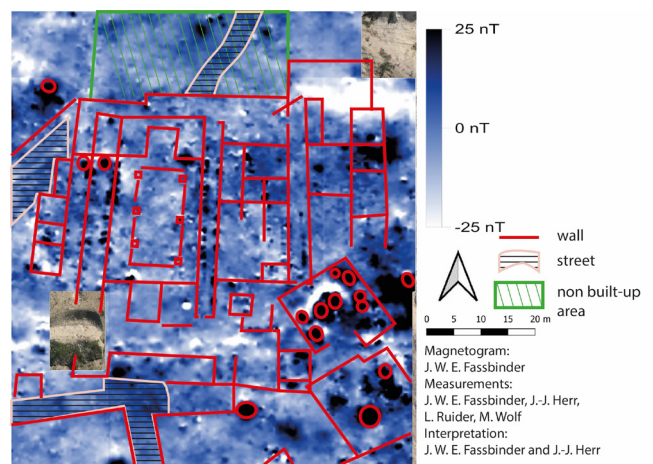 25 nT
0 nT
-25 nT
wall
street
non built-up
area
0 5 10 15 20 m
Magnetogram:
J. W. E. Fassbinder
Measurements:
J. W. E. Fassbinder, J.-J. Herr,
L. Ruider, M. Wolf
Interpretation:
J. W. E. Fassbinder and J.-J. Herr